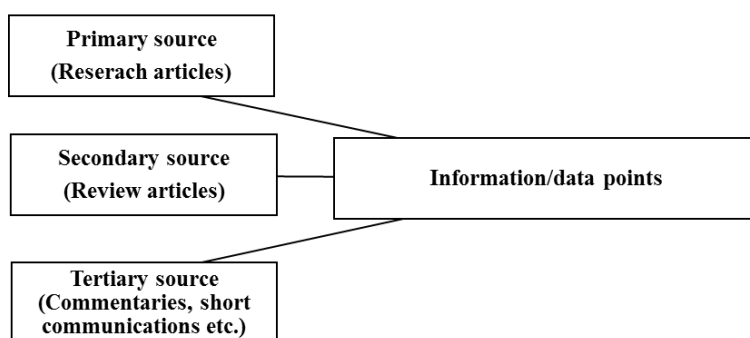 Primary source
(Reserach articles)
Secondary source
(Review articles)
Information/data points
Tertiary source
(Commentaries, short
communications etc.)